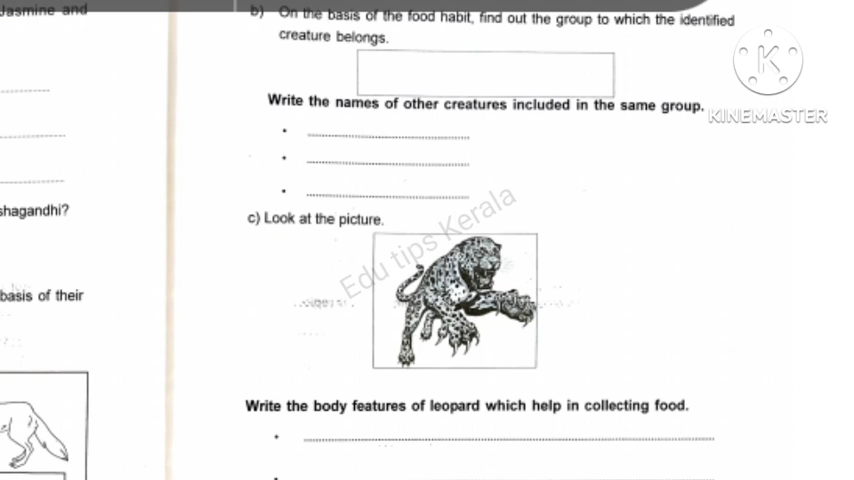 Jasmine and
shagandhi?
basis of their
b) On the basis of the food habit, find out the group to which the identified
creature belongs.
Write the names of other creatures included in the same group.
c) Look at the picture.
Write the body features of leopard which help in collecting food.
Edu tips Kerala
K
KINEMASTER